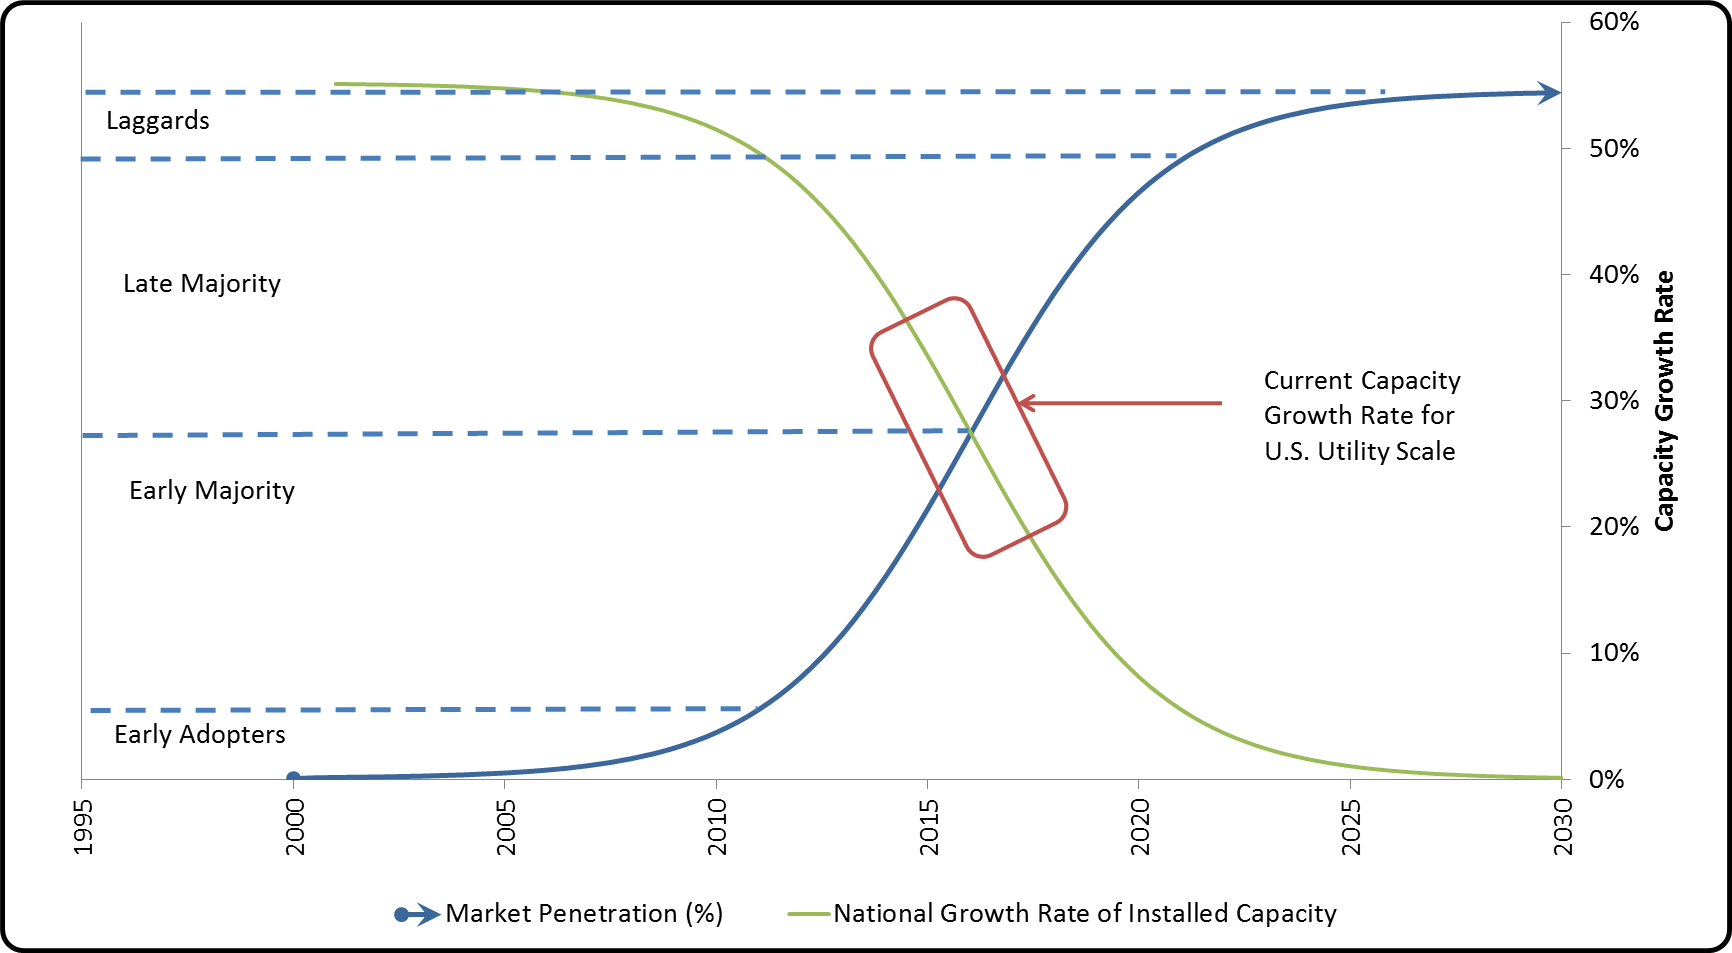 60%
Laggards
50%
Late Majority
40%
Capacity Growth Rate
Current Capacity
Growth Rate for
U.S. Utility Scale
30%
Early Majority
20%
10%
Early Adopters
0%
1995
2000
2005
2010
2015
2020
2025
2030
Market Penetration (%)
National Growth Rate of Installed Capacity